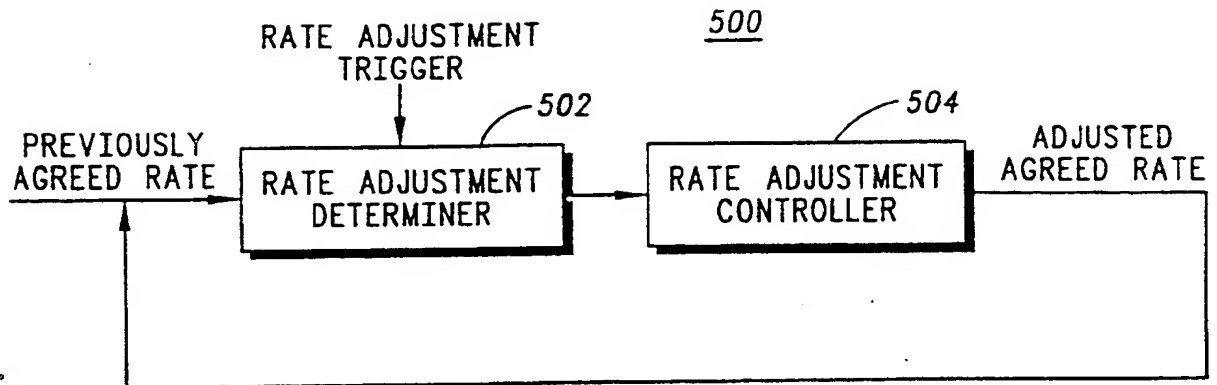 500
RATE ADJUSTMENT
TRIGGER
502
504
PREVIOUSLY
AGREED RATE
RATE ADJUSTMENT
DETERMINER
RATE ADJUSTMENT
CONTROLLER
ADJUSTED
AGREED RATE